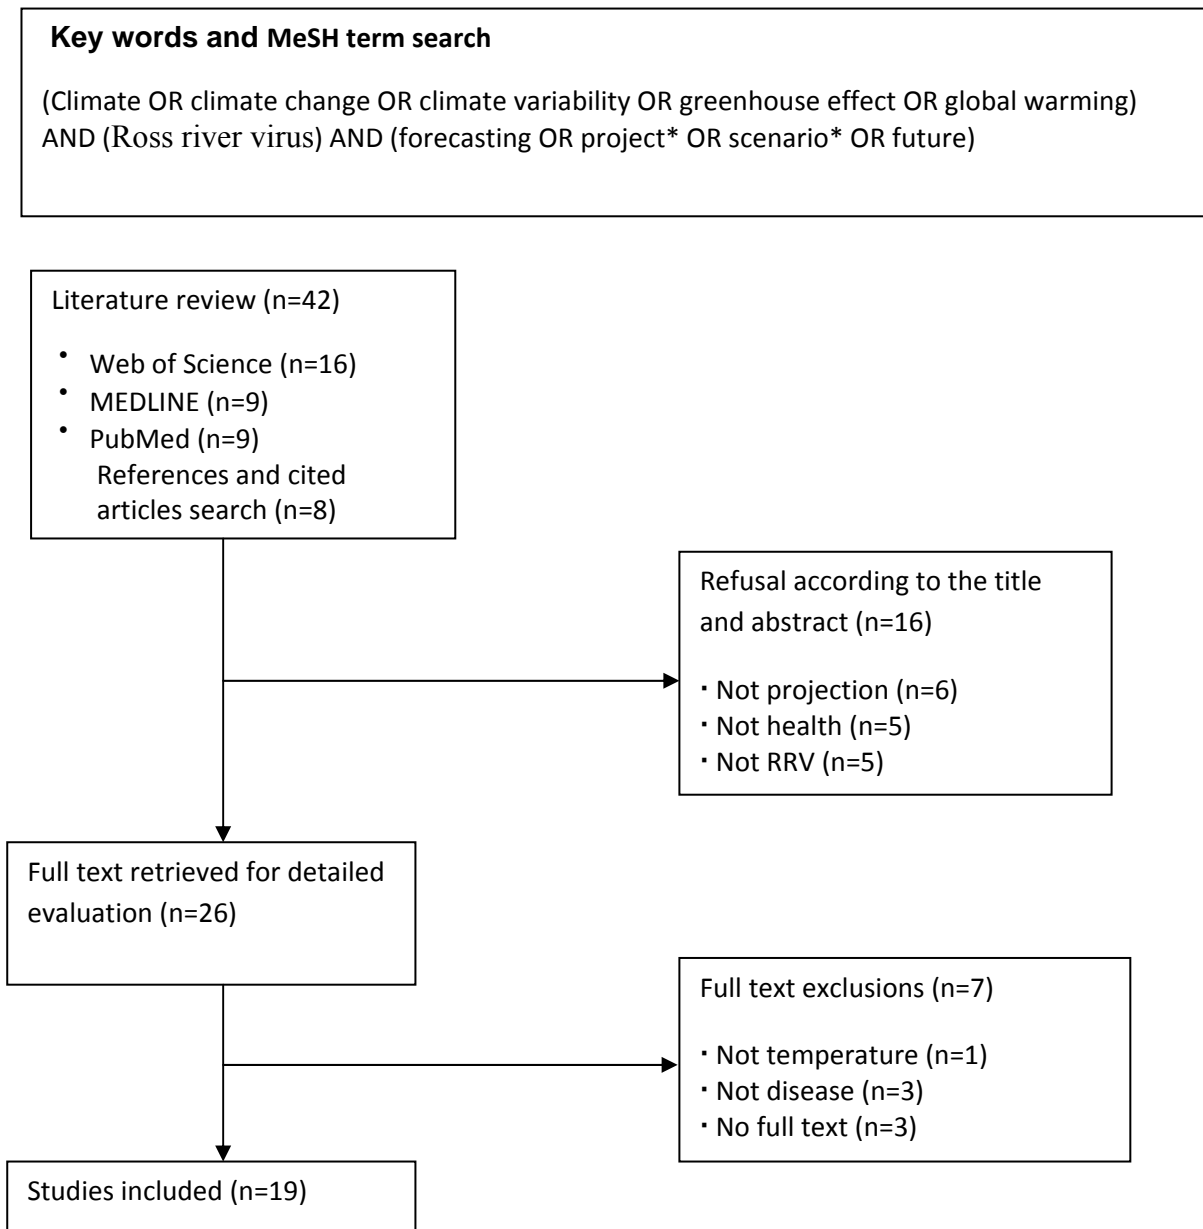 Key words and MeSH term search
(Climate OR climate change OR climate variability OR greenhouse effect OR global warming)
AND (Ross river virus) AND (forecasting OR project* OR scenario* OR future)
Literature review (n=42)
• Web of Science (n=16)
• MEDLINE (n=9)
• PubMed (n=9)
References and cited
articles search (n=8)
Refusal according to the title
and abstract (n=16)
· Not projection (n=6)
· Not health (n=5)
· Not RRV (n=5)
Full text retrieved for detailed
evaluation (n=26)
Full text exclusions (n=7)
· Not temperature (n=1)
· Not disease (n=3)
· No full text (n=3)
Studies included (n=19)